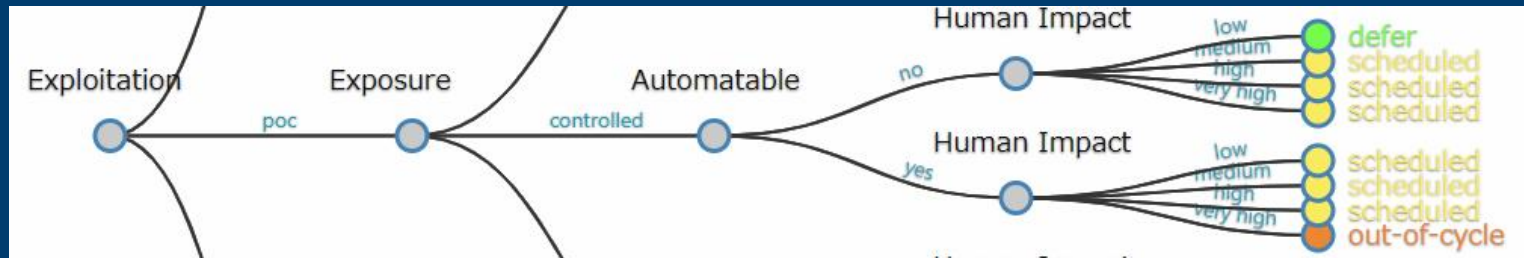 Human Impact
Exploitation
Exposure
Automatable
low
medium
high
very high
defer
scheduled
scheduled
scheduled
no
poc
controlled
yes
Human Impact
low
medium
high
very high
scheduled
scheduled
scheduled
out-of-cycle